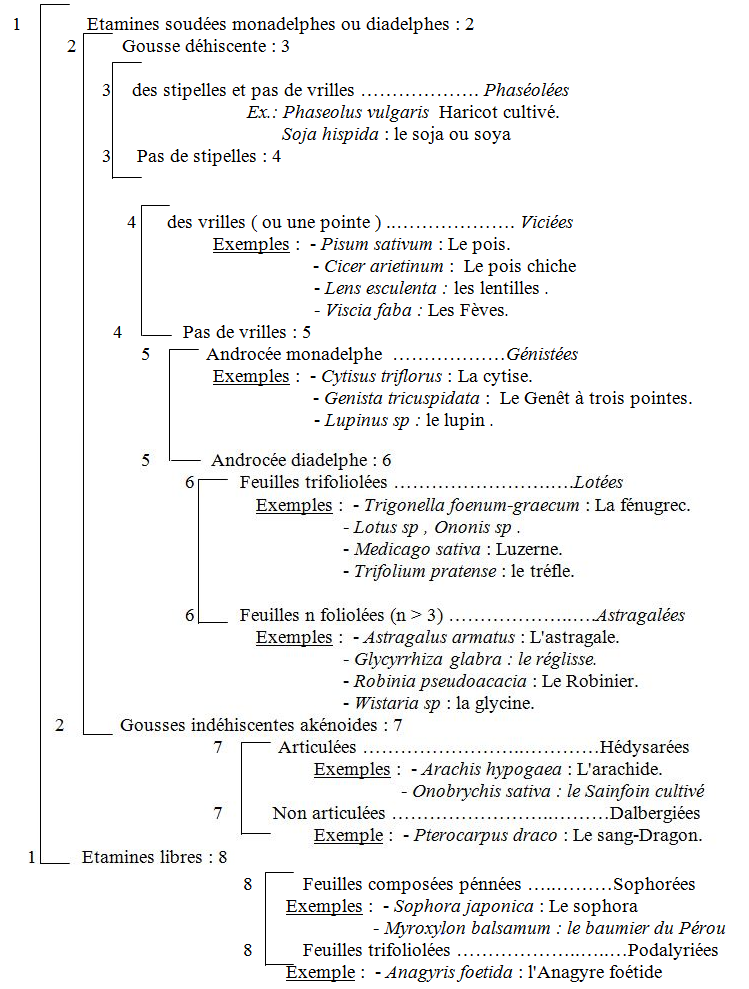 1 Etamines soudées monadelphes ou diadelphes : 2
2 Gousse déhiscente : 3
3 des stipelles et pas de vrilles ………………. Phaséolées
Ex.: Phaseolus vulgaris Haricot cultivé.
Soja hispida : le soja ou soya
3 Pas de stipelles : 4
4 des vrilles ( ou une pointe ) ………………….. Viciées
Exemples : - Pisum sativum : Le pois.
- Cicer arietinum : Le pois chiche
- Lens esculenta : les lentilles .
- Viscia faba : Les Fèves.
4 Pas de vrilles : 5
5 Androcée monadelphe ………………Génistées
Exemples : - Cytisus triflorus : La cytise.
- Genista tricuspidata : Le Genêt à trois pointes.
- Lupinus sp : le lupin .
5 Androcée diadelphe : 6
6 Feuilles trifoliolées ……………………….….Lotées
Exemples : - Trigonella foenum-graecum : La fénugrec.
- Lotus sp , Ononis sp .
- Medicago sativa : Luzerne.
- Trifolium pratense : le tréfle.
6 Feuilles n foliolées (n > 3) ………………..….Astragalées
Exemples : - Astragalus armatus : L'astragale.
- Glycyrrhiza glabra : le réglisse.
- Robinia pseudoacacia : Le Robinier.
- Wistaria sp : la glycine.
2 Gousses indéhiscentes akénoides : 7
7 Articulées ……………………..…………Hédysarées
Exemples : - Arachis hypogaea : L'arachide.
- Onobrychis sativa : le Sainfoin cultivé
7 Non articulées ……………………..………Dalbergiées
Exemple : - Pterocarpus draco : Le sang-Dragon.
1 Etamines libres : 8
8 Feuilles composées pénnées ….………Sophorées
Exemples : - Sophora japonica : Le sophora
- Myroxylon balsamum : le baumier du Pérou
8 Feuilles trifoliolées ………………..…..…Podalyriées
Exemple : - Anagyris foetida : l'Anagyre foétide